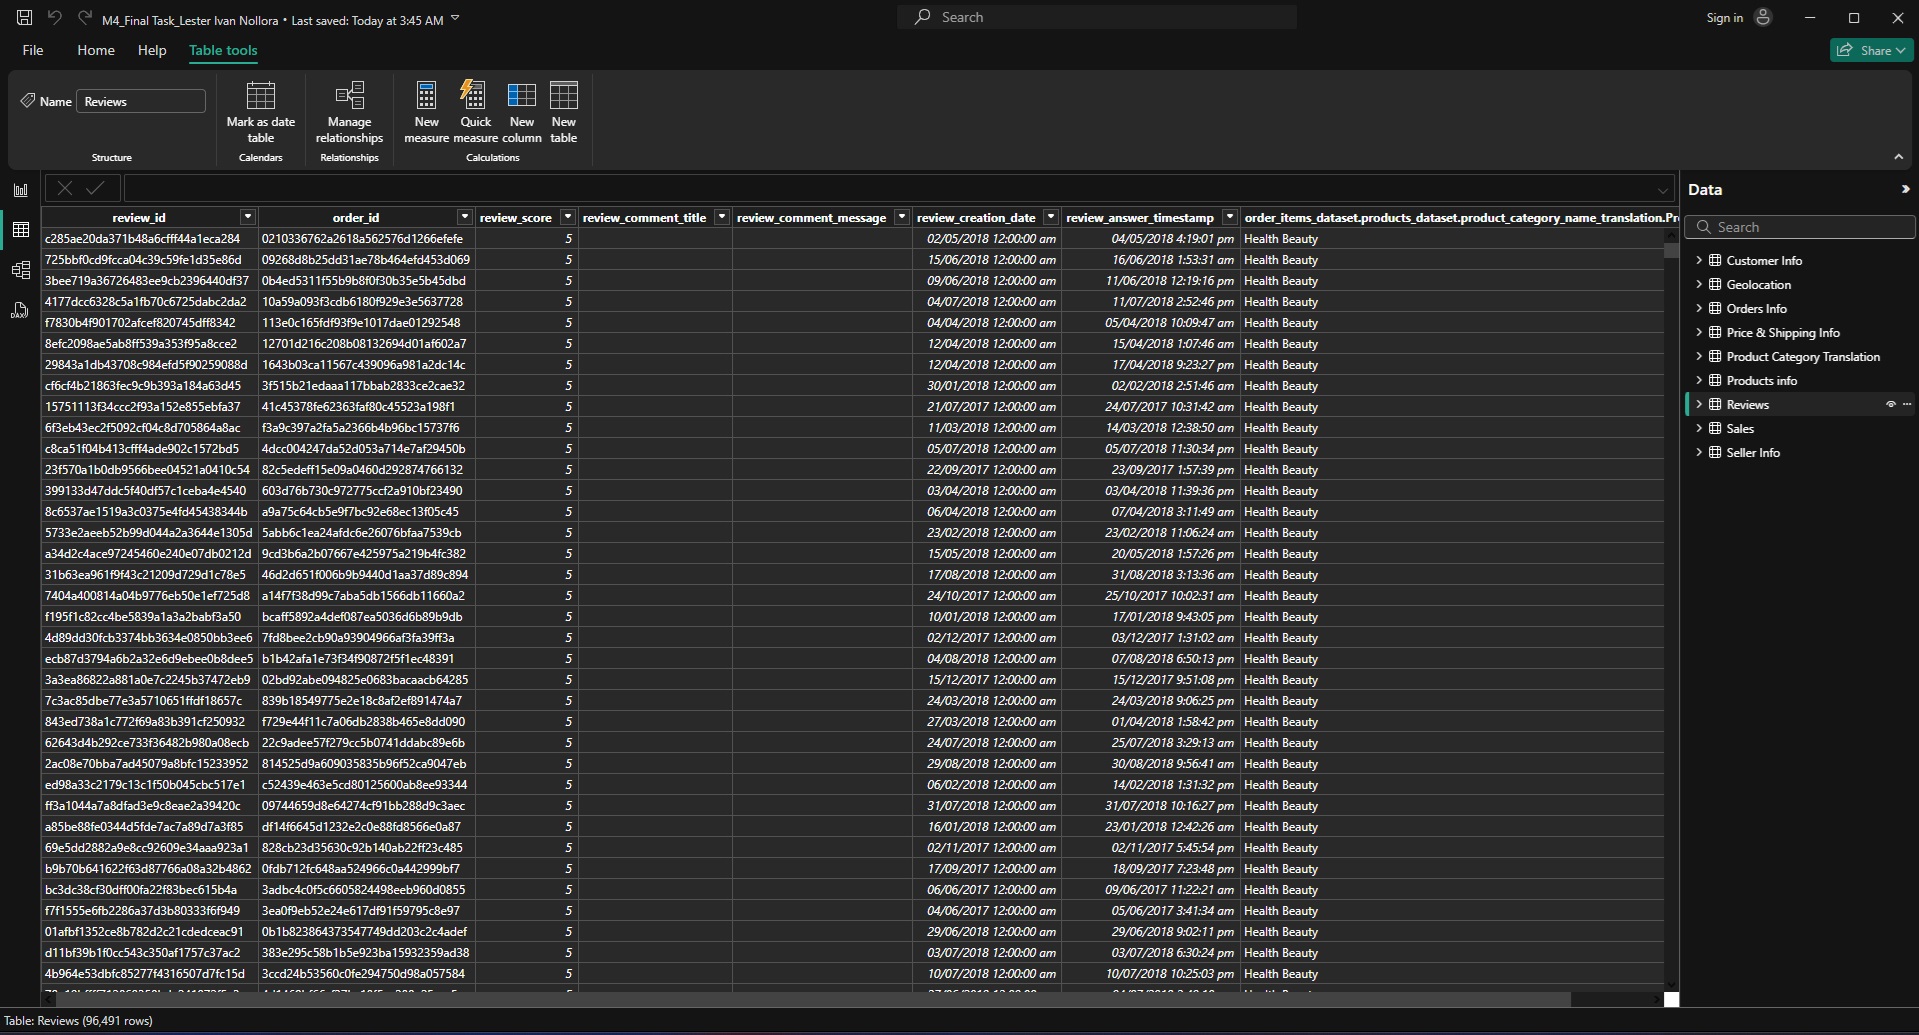 M4_Final Task_Lester Ivan Nollora • Last saved: Today at 3:45 AM
Search
Sign in
File Home Help Table tools
Share
Name Reviews
Mark as date table
Manage relationships
New measure
Quick measure
New column
New table
Structure Calendars Relationships Calculations
review_id order_id review_score review_comment_title review_comment_message review_creation_date review_answer_timestamp order_items_dataset.products_dataset.product_category_name_translation.Pr
c285ae20da371b48a6cfff44a1eca284 0210336762a2618a562576d1266efefe 5 02/05/2018 12:00:00 am 04/05/2018 4:19:01 pm Health Beauty
725bbf0cd9fcca04c39c59fe1d35e86d 09268d8b25dd31ae78b464efd453d069 5 15/06/2018 12:00:00 am 16/06/2018 1:53:31 am Health Beauty
3bee719a36726483ee9cb2396440df37 0b4ed5311f55b9b8f0f30b35e5b45dbd 5 09/06/2018 12:00:00 am 11/06/2018 12:19:16 pm Health Beauty
4177dcc6328c5a1fb70c6725dabc2da2 10a59a093f3cdb6180f929e3e5637728 5 04/07/2018 12:00:00 am 11/07/2018 2:52:46 pm Health Beauty
f7830b4f901702afcef820745dff8342 113e0c165fdf93f9e1017dae01292548 5 04/04/2018 12:00:00 am 05/04/2018 10:09:47 am Health Beauty
8efc2098ae5ab8ff539a353f95a8cce2 12701d216c208b08132694d01af602a7 5 12/04/2018 12:00:00 am 15/04/2018 1:07:46 am Health Beauty
29843a1db43708c984efd5f90259088d 1643b03ca11567c439096a981a2dc14c 5 12/04/2018 12:00:00 am 17/04/2018 9:23:27 pm Health Beauty
cf6cf4b21863fec9c9b393a184a63d45 3f515b21edaaa117bbab2833ce2cae32 5 30/01/2018 12:00:00 am 02/02/2018 2:51:46 am Health Beauty
15751113f34ccc2f93a152e855ebfa37 41c45378fe62363faf80c45523a198f1 5 21/07/2017 12:00:00 am 24/07/2017 10:31:42 am Health Beauty
6f3eb43ec2f5092cf04c8d705864a8ac f3a9c397a2fa5a2366b4b96bc15737f6 5 11/03/2018 12:00:00 am 14/03/2018 12:38:50 am Health Beauty
c8ca51f04b413cfff4ade902c1572bd5 4dcc004247da52d053a714e7af29450b 5 05/07/2018 12:00:00 am 05/07/2018 11:30:34 pm Health Beauty
23f570a1b0db9566bee04521a0410c54 82c5edeff15e09a0460d292874766132 5 22/09/2017 12:00:00 am 23/09/2017 1:57:39 pm Health Beauty
399133d47ddc5f40df57c1ceba4e4540 603d76b730c972775ccf2a910bf23490 5 03/04/2018 12:00:00 am 03/04/2018 11:39:36 pm Health Beauty
8c6537ae1519a3c0375e4fd45438344b a9a75c64cb5e9f7bc92e68ec13f05c45 5 06/04/2018 12:00:00 am 07/04/2018 3:11:49 am Health Beauty
5733e2aeeb52b99d044a2a3644e1305d 5abb6c1ea24afdc6e26076bfaa7539cb 5 23/02/2018 12:00:00 am 23/02/2018 11:06:24 am Health Beauty
a34d2c4ace97245460e240e07db0212d 9cd3b6a2b07667e425975a219b4fc382 5 15/05/2018 12:00:00 am 20/05/2018 1:57:26 pm Health Beauty
31b63ea961f9f43c21209d729d1c78e5 46d2d651f006b9b9440d1aa37d89c894 5 17/08/2018 12:00:00 am 31/08/2018 3:13:36 am Health Beauty
7404a400814a04b9776eb50e1ef725d8 a14f7f38d99c7aba5db1566db11660a2 5 24/10/2017 12:00:00 am 25/10/2017 10:02:31 am Health Beauty
f195f1c82cc4be5839a1a3a2babf3a50 bcaff5892a4def087ea5036d6b89b9db 5 10/01/2018 12:00:00 am 17/01/2018 9:43:05 pm Health Beauty
4d89dd30fcb3374bb3634e0850bb3ee6 7fd8bee2cb90a93904966af3fa39ff3a 5 02/12/2017 12:00:00 am 03/12/2017 1:31:02 am Health Beauty
ecb87d3794a6b2a32e6d9ebee0b8dee5 b1b42afa1e73f34f90872f5f1ec48391 5 04/08/2018 12:00:00 am 07/08/2018 6:50:13 pm Health Beauty
3a3ea86822a881a0e7c2245b37472eb9 02bd92abe094825e0683bacaacb64285 5 15/12/2017 12:00:00 am 15/12/2017 9:51:08 pm Health Beauty
7c3ac85dbe77e3a5710651ffdf18657c 839b18549775e2e18c8af2ef891474a7 5 24/03/2018 12:00:00 am 24/03/2018 9:06:25 pm Health Beauty
843ed738a1c772f69a83b391cf250932 f729e44f11c7a06db2838b465e8dd090 5 27/03/2018 12:00:00 am 01/04/2018 1:58:42 pm Health Beauty
62643d4b292ce733f36482b980a08ecb 22c9adee57f279cc5b0741ddabc89e6b 5 24/07/2018 12:00:00 am 25/07/2018 3:29:13 am Health Beauty
2ac08e70bba7ad45079a8bfc15233952 814525d9a609035835b96f52ca9047eb 5 29/08/2018 12:00:00 am 30/08/2018 9:56:41 am Health Beauty
ed98a33c2179c13c1f50b045cbc517e1 c52439e463e5cd80125600ab8ee93344 5 06/02/2018 12:00:00 am 14/02/2018 1:31:32 pm Health Beauty
ff3a1044a7a8dfad3e9c8eae2a39420c 09744659d8e64274cf91bb288d9c3aec 5 31/07/2018 12:00:00 am 31/07/2018 10:16:27 pm Health Beauty
a85be88fe0344d5fde7ac7a89d7a3f85 df14f6645d1232e2c0e88fd8566e0a87 5 16/01/2018 12:00:00 am 23/01/2018 12:42:26 am Health Beauty
69e5dd2882a9e8cc92609e34aaa923a1 828cb23d35630c92b140ab22ff23c485 5 02/11/2017 12:00:00 am 02/11/2017 5:45:54 pm Health Beauty
b9b70b641622f63d87766a08a32b4862 0fdb712fc648aa524966c0a442999bf7 5 17/09/2017 12:00:00 am 18/09/2017 7:23:48 pm Health Beauty
bc3dc38cf30dff00fa22f83bec615b4a 3adbc4c0f5c6605824498eeb960d0855 5 06/06/2017 12:00:00 am 09/06/2017 11:22:21 am Health Beauty
f7f1555e6fb2286a37d3b80333f6f949 3ea0f9eb52e24e617df91f59795c8e97 5 04/06/2017 12:00:00 am 05/06/2017 3:41:34 am Health Beauty
01afbf1352ce8b782d2c21cdedceac91 0b1b823864373547749dd203c2c4adef 5 29/06/2018 12:00:00 am 29/06/2018 9:02:11 pm Health Beauty
d11bf39b1f0cc543c350af1757c37ac2 383e295c58b1b5e923ba15932359ad38 5 03/07/2018 12:00:00 am 03/07/2018 6:30:24 pm Health Beauty
4b964e53dbfc85277f4316507d7fc15d 3ccd24b53560c0fe294750d98a057584 5 10/07/2018 12:00:00 am 10/07/2018 10:25:03 pm Health Beauty
Data
Search
Customer Info
Geolocation
Orders Info
Price & Shipping Info
Product Category Translation
Products info
Reviews
Sales
Seller Info
Table: Reviews (96,491 rows)